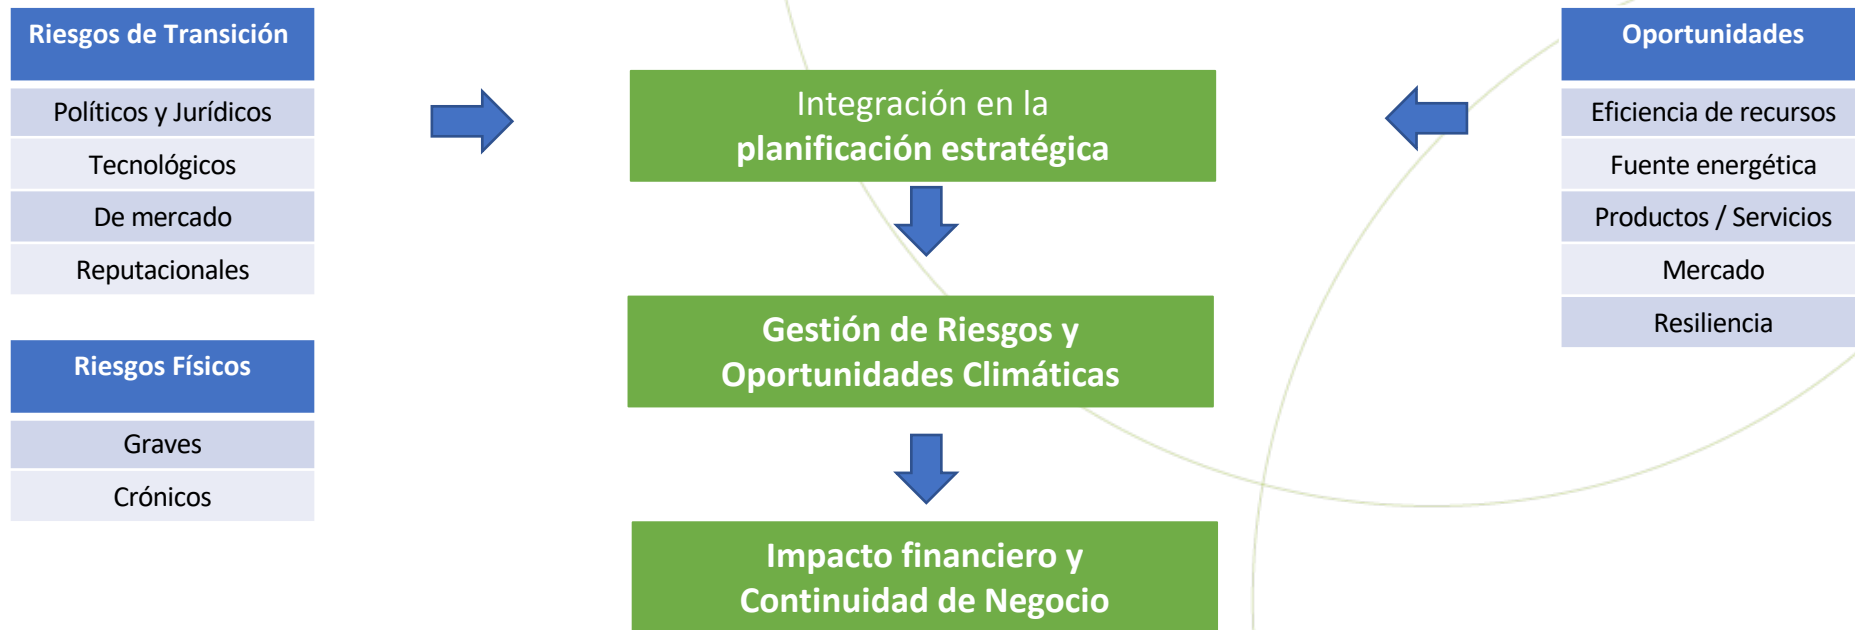 Riesgos de Transición
Políticos y Jurídicos
Tecnológicos
De mercado
Reputacionales
Riesgos Físicos
Graves
Crónicos
Integración en la
planificación estratégica
Gestión de Riesgos y
Oportunidades Climáticas
Impacto financiero y
Continuidad de Negocio
Oportunidades
Eficiencia de recursos
Fuente energética
Productos / Servicios
Mercado
Resiliencia